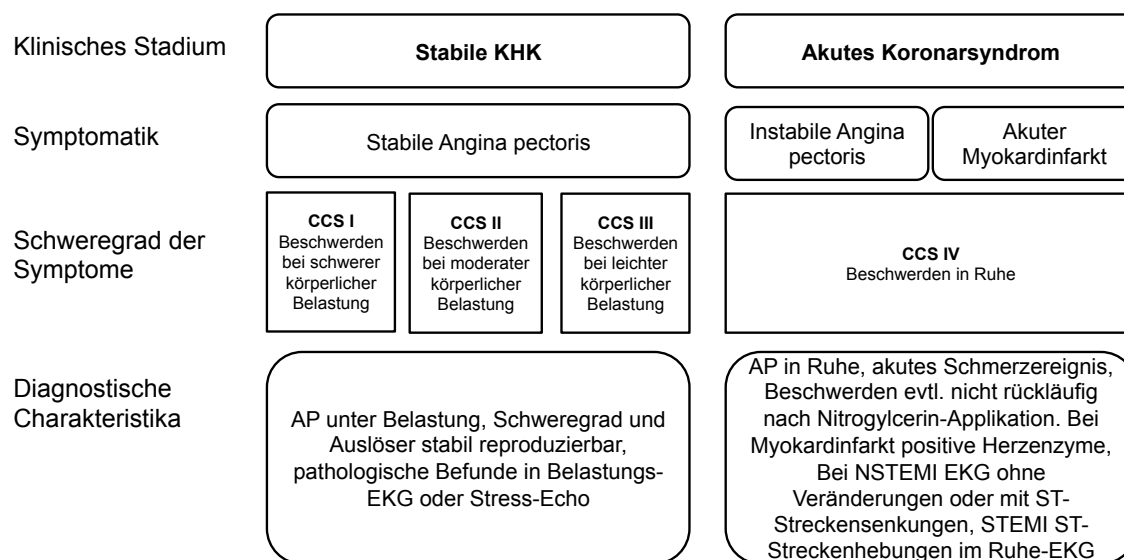 Klinisches Stadium
Stabile KHK
Akutes Koronarsyndrom
Symptomatik
Stabile Angina pectoris
Instabile Angina
pectoris
Akuter
Myokardinfarkt
Schweregrad der
Symptome
CCS I
Beschwerden
bei schwerer
körperlicher
Belastung
CCS II
Beschwerden
bei moderater
körperlicher
Belastung
CCS III
Beschwerden
bei leichter
körperlicher
Belastung
CCS IV
Beschwerden in Ruhe
Diagnostische
Charakteristika
AP unter Belastung, Schweregrad und
Auslöser stabil reproduzierbar,
pathologische Befunde in Belastungs-
EKG oder Stress-Echo
AP in Ruhe, akutes Schmerzereignis,
Beschwerden evtl. nicht rückläufig
nach Nitrogylcerin-Applikation. Bei
Myokardinfarkt positive Herzenzyme,
Bei NSTEMI EKG ohne
Veränderungen oder mit ST-
Streckensenkungen, STEMI ST-
Streckenhebungen im Ruhe-EKG